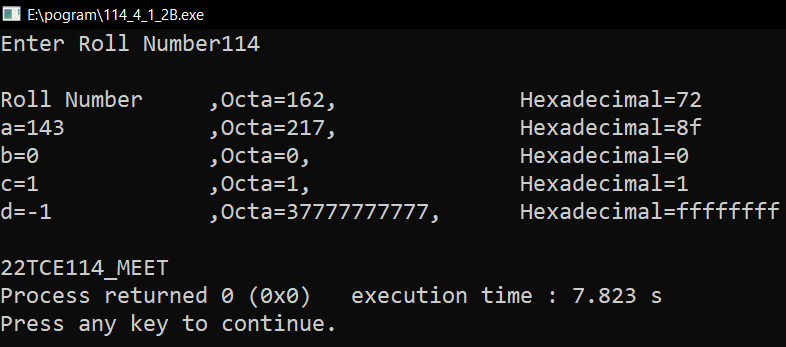 E:\pogram\114_4_1_2B.exe
Enter Roll Number114
Roll Number     ,Octa=162,              Hexadecimal=72
a=143           ,Octa=217,              Hexadecimal=8f
b=0             ,Octa=0,                Hexadecimal=0
c=1             ,Octa=1,                Hexadecimal=1
d=-1            ,Octa=37777777777,      Hexadecimal=ffffffff
22TCE114_MEET
Process returned 0 (0x0)   execution time : 7.823 s
Press any key to continue.